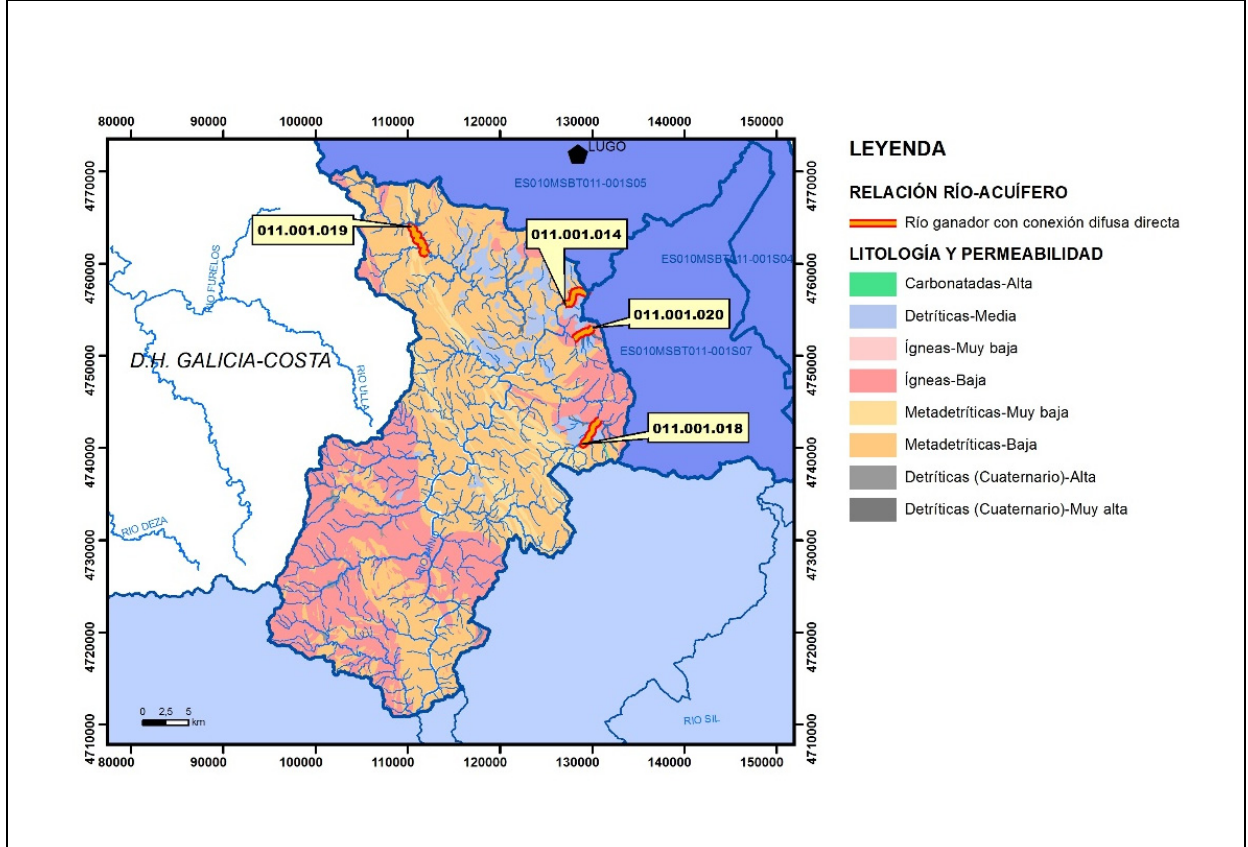 80000 90000 100000 110000 120000 130000 140000 150000
4770000
4760000
4750000
4740000
4730000
4720000
4710000
LUGO
ES010MSBT011-001S05
011.001.019
011.001.014
ES010MSBT011-001S04
RIO FURELOS
011.001.020
ES010MSBT011-001S07
D.H. GALICIA-COSTA
RIO ULLA
011.001.018
RIO DEZA
RIO SIL
0 2,5 5
km
4770000
4760000
4750000
4740000
4730000
4720000
4710000
80000 90000 100000 110000 120000 130000 140000 150000
LEYENDA
RELACIÓN RÍO-ACUÍFERO
Río ganador con conexión difusa directa
LITOLOGÍA Y PERMEABILIDAD
Carbonatadas-Alta
Detríticas-Media
Ígneas-Muy baja
Ígneas-Baja
Metadetríticas-Muy baja
Metadetríticas-Baja
Detríticas (Cuaternario)-Alta
Detríticas (Cuaternario)-Muy alta